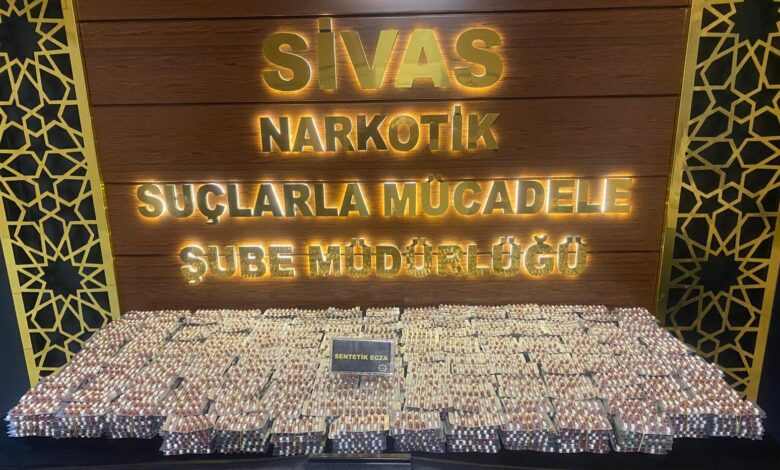 SİVAS
NARKOTİK
SUÇLARLA MÜCADELE
ŞUBE MÜDÜRLÜĞÜ
SENTETİK ECZA